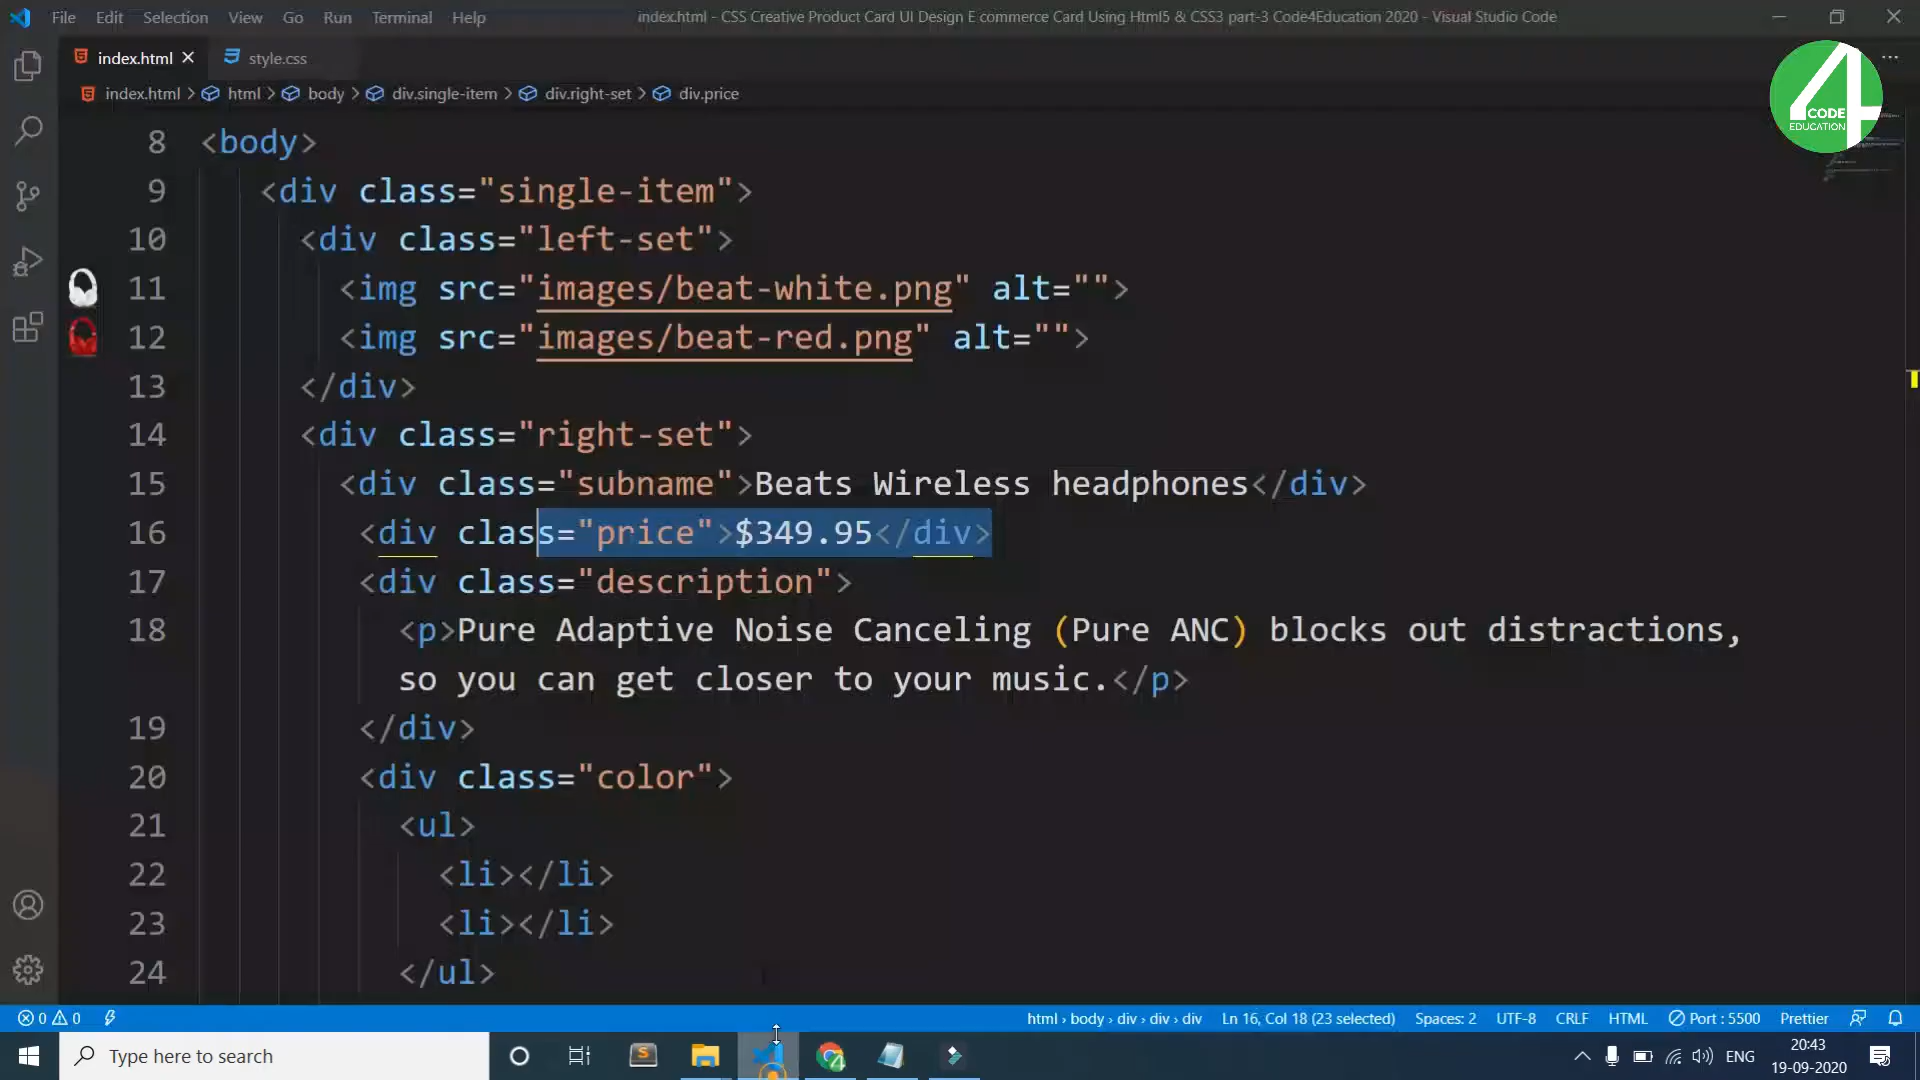 File Edit Selection View Go Run Terminal Help
index.html - CSS Creative Product Card UI Design E commerce Card Using Html5 & CSS3 part-3 Code4Education 2020 - Visual Studio Code
index.html
style.css
index.html > html > body > div.single-item > div.right-set > div.price
4
CODE
EDUCATION
8 <body>
9 <div class="single-item">
10 <div class="left-set">
11 <img src="images/beat-white.png" alt="">
12 <img src="images/beat-red.png" alt="">
13 </div>
14 <div class="right-set">
15 <div class="subname">Beats Wireless headphones</div>
16 <div class="price">$349.95</div>
17 <div class="description">
18 <p>Pure Adaptive Noise Canceling (Pure ANC) blocks out distractions,
so you can get closer to your music.</p>
19 </div>
20 <div class="color">
21 <ul>
22 <li></li>
23 <li></li>
24 </ul>
0 0
html > body > div > div > div
Ln 16, Col 18 (23 selected)
Spaces: 2
UTF-8
CRLF
HTML
Port : 5500
Prettier
Type here to search
ENG
20:43
19-09-2020